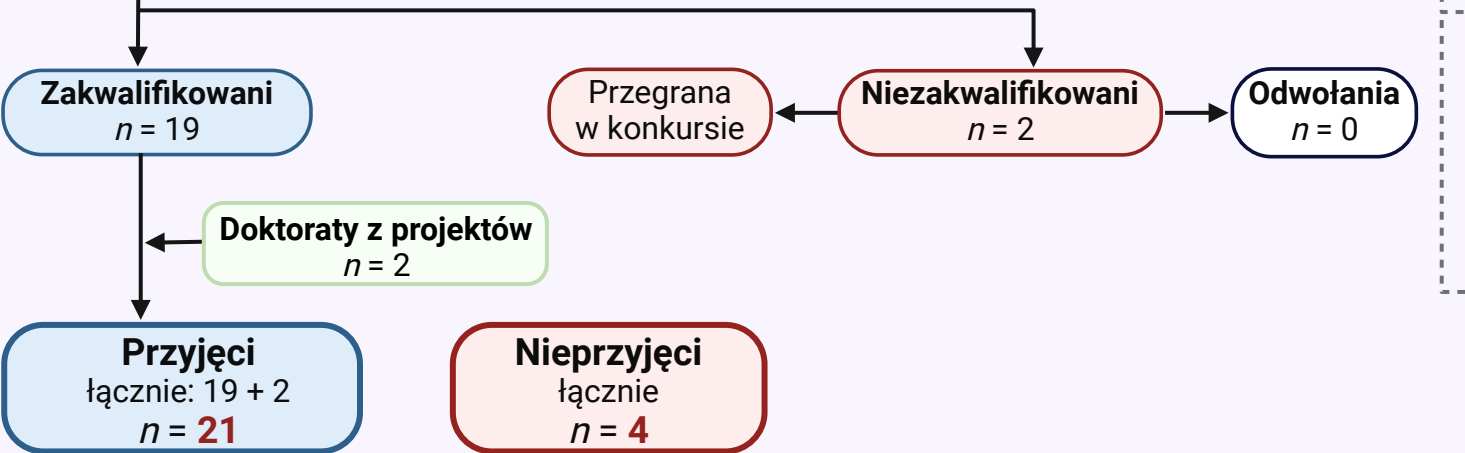 Zakwalifikowani
n = 19
Przegrana
w konkursie
Niezakwalifikowani
n = 2
Odwołania
n = 0
Doktoraty z projektów
n = 2
Przyjęci
łącznie: 19 + 2
n = 21
Nieprzyjęci
łącznie
n = 4